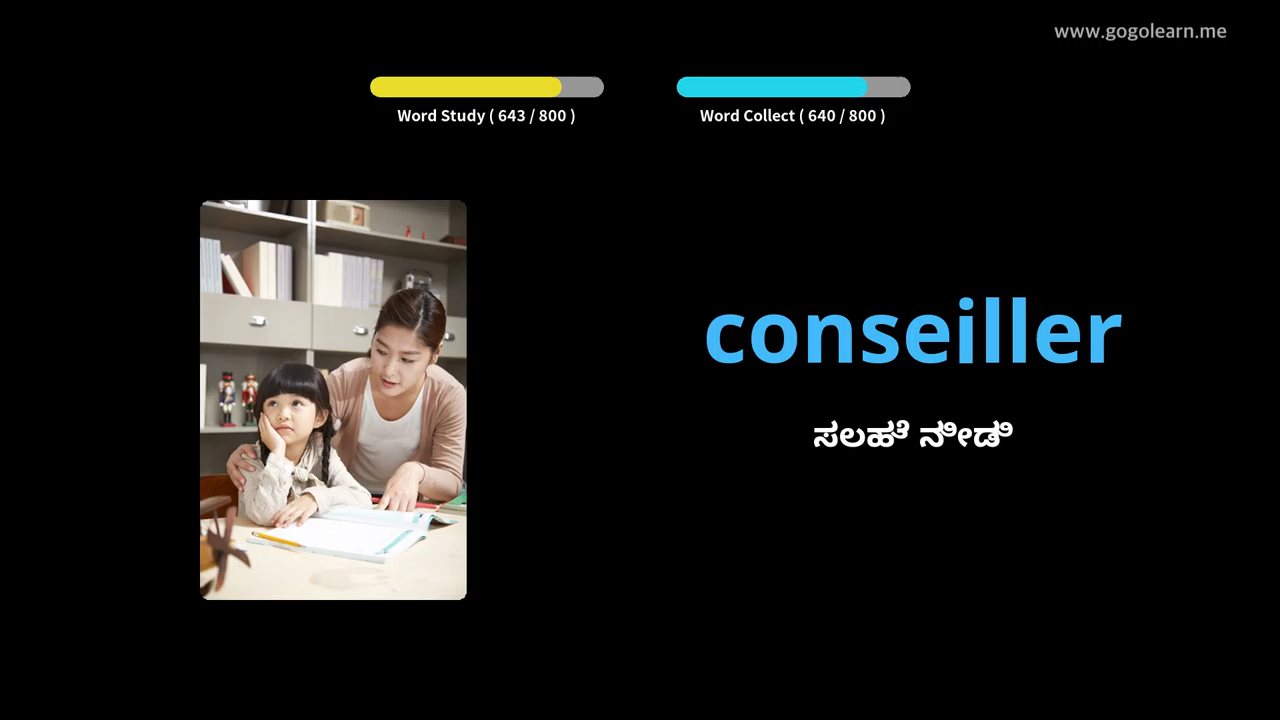 www.gogolearn.me
Word Study ( 643 / 800 )
Word Collect ( 640 / 800 )
conseiller
ಸಲಹೆ ನೀಡಿ